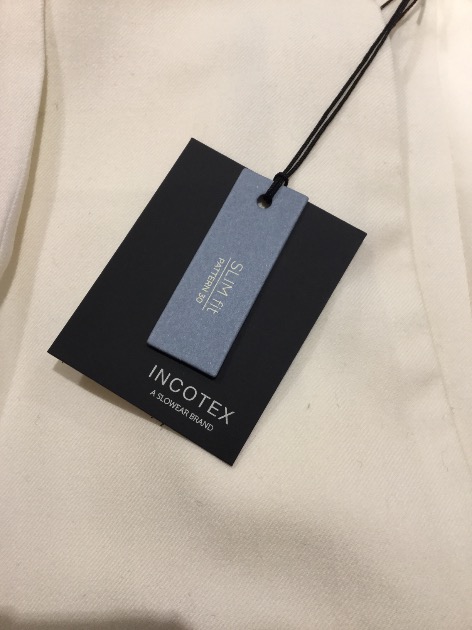 SLIM fit
PATTERN 30
INCOTEX
A SLOWEAR BRAND